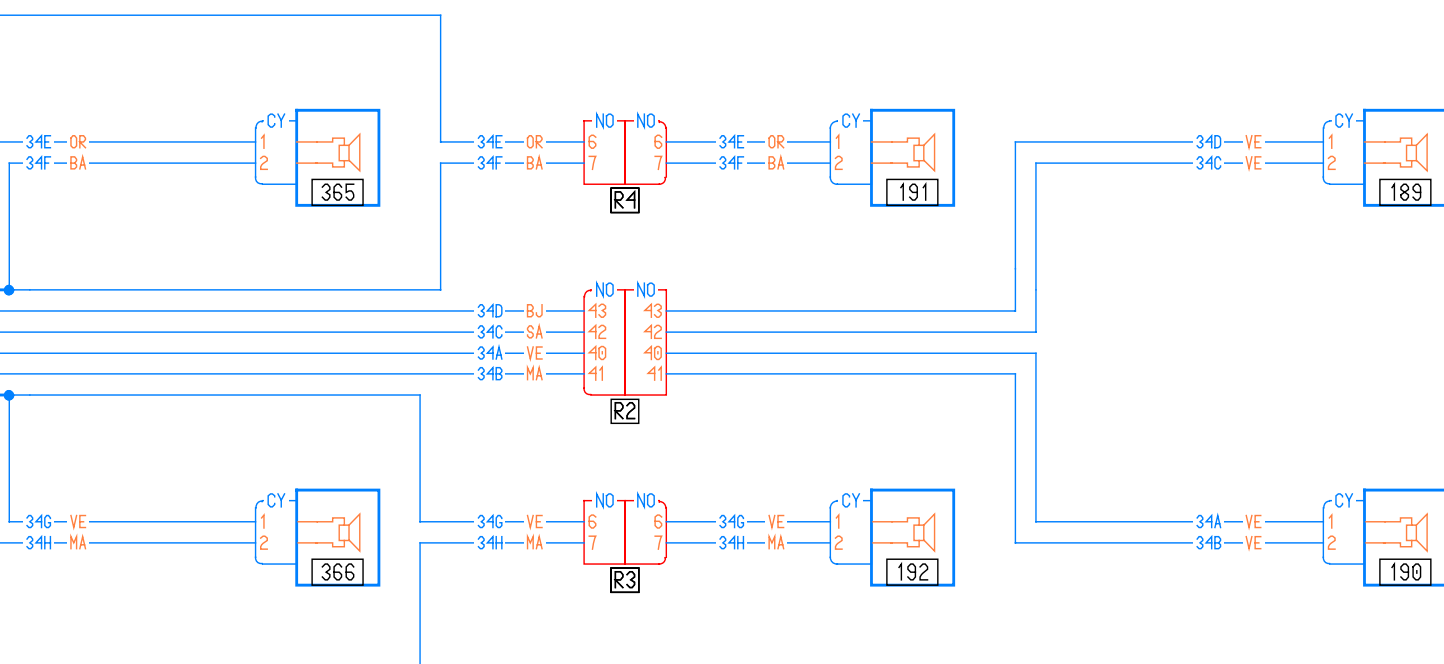 CY NO NO CY CY
34E OR 1 34E OR 6 6 34E OR 1 34D VE 1
34F BA 2 34F BA 7 7 34F BA 2 34C VE 2
365 R4 191 189
NO NO
34D BJ 43 43
34C SA 42 42
34A VE 40 40
34B MA 41 41
R2
CY NO NO CY CY
34G VE 1 34G VE 6 6 34G VE 1 34A VE 1
34H MA 2 34H MA 7 7 34H MA 2 34B VE 2
366 R3 192 190